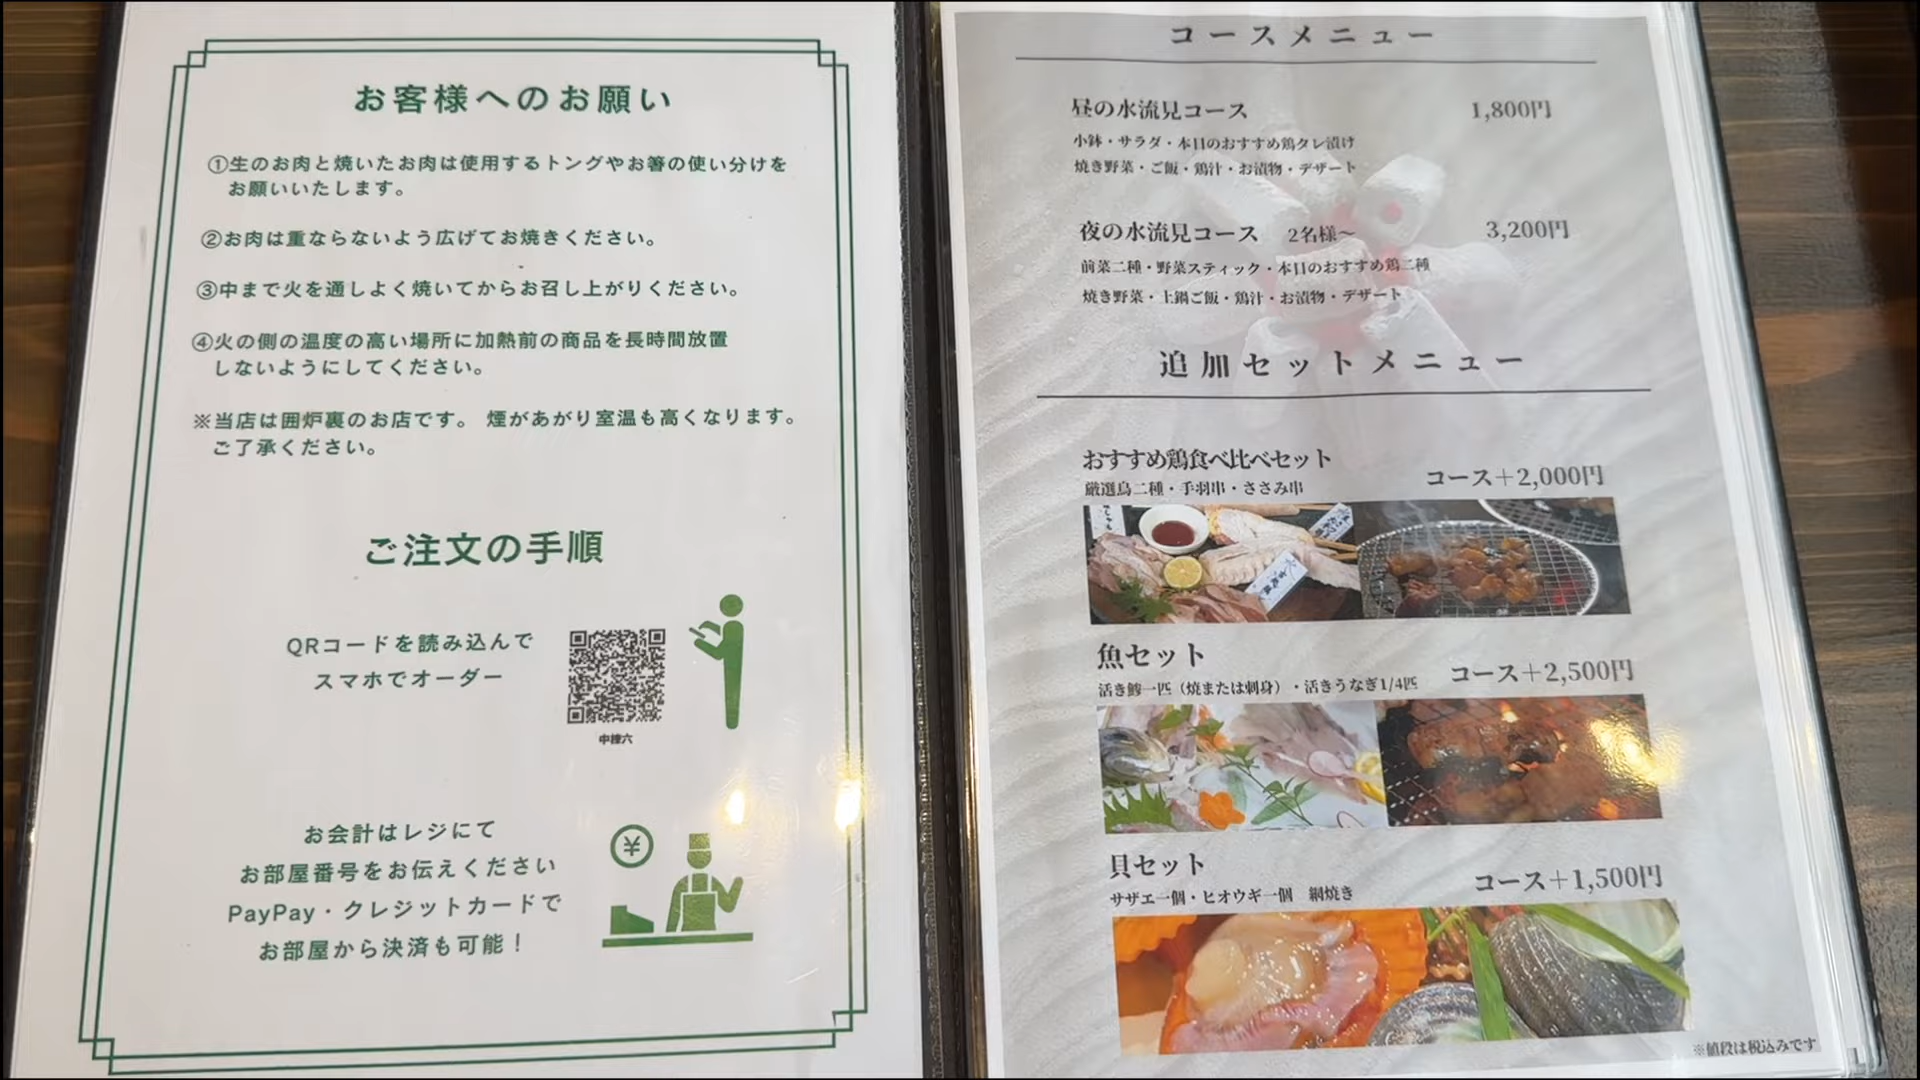 お客様へのお願い
①生のお肉と焼いたお肉は使用するトングやお箸の使い分けを
お願いいたします。
②お肉は重ならないよう広げてお焼きください。
③中まで火を通しよく焼いてからお召し上がりください。
④火の側の温度の高い場所に加熱前の商品を長時間放置
しないようにしてください。
※当店は囲炉裏のお店です。 煙があがり室温も高くなります。
ご了承ください。
ご注文の手順
QRコードを読み込んで
スマホでオーダー
中棟六
お会計はレジにて
お部屋番号をお伝えください
PayPay・クレジットカードで
お部屋から決済も可能！
¥
コースメニュー
昼の水流見コース 1,800円
小鉢・サラダ・本日のおすすめ鶏タレ漬け
焼き野菜・ご飯・鶏汁・お漬物・デザート
夜の水流見コース 2名様〜 3,200円
前菜二種・野菜スティック・本日のおすすめ鶏二種
焼き野菜・土鍋ご飯・鶏汁・お漬物・デザート
追加セットメニュー
おすすめ鶏食べ比べセット コース＋2,000円
厳選鳥二種・手羽串・ささみ串
魚セット コース＋2,500円
活き鯵一匹（焼または刺身）・活きうなぎ1/4匹
貝セット コース＋1,500円
サザエ一個・ヒオウギ一個 網焼き
※値段は税込みです